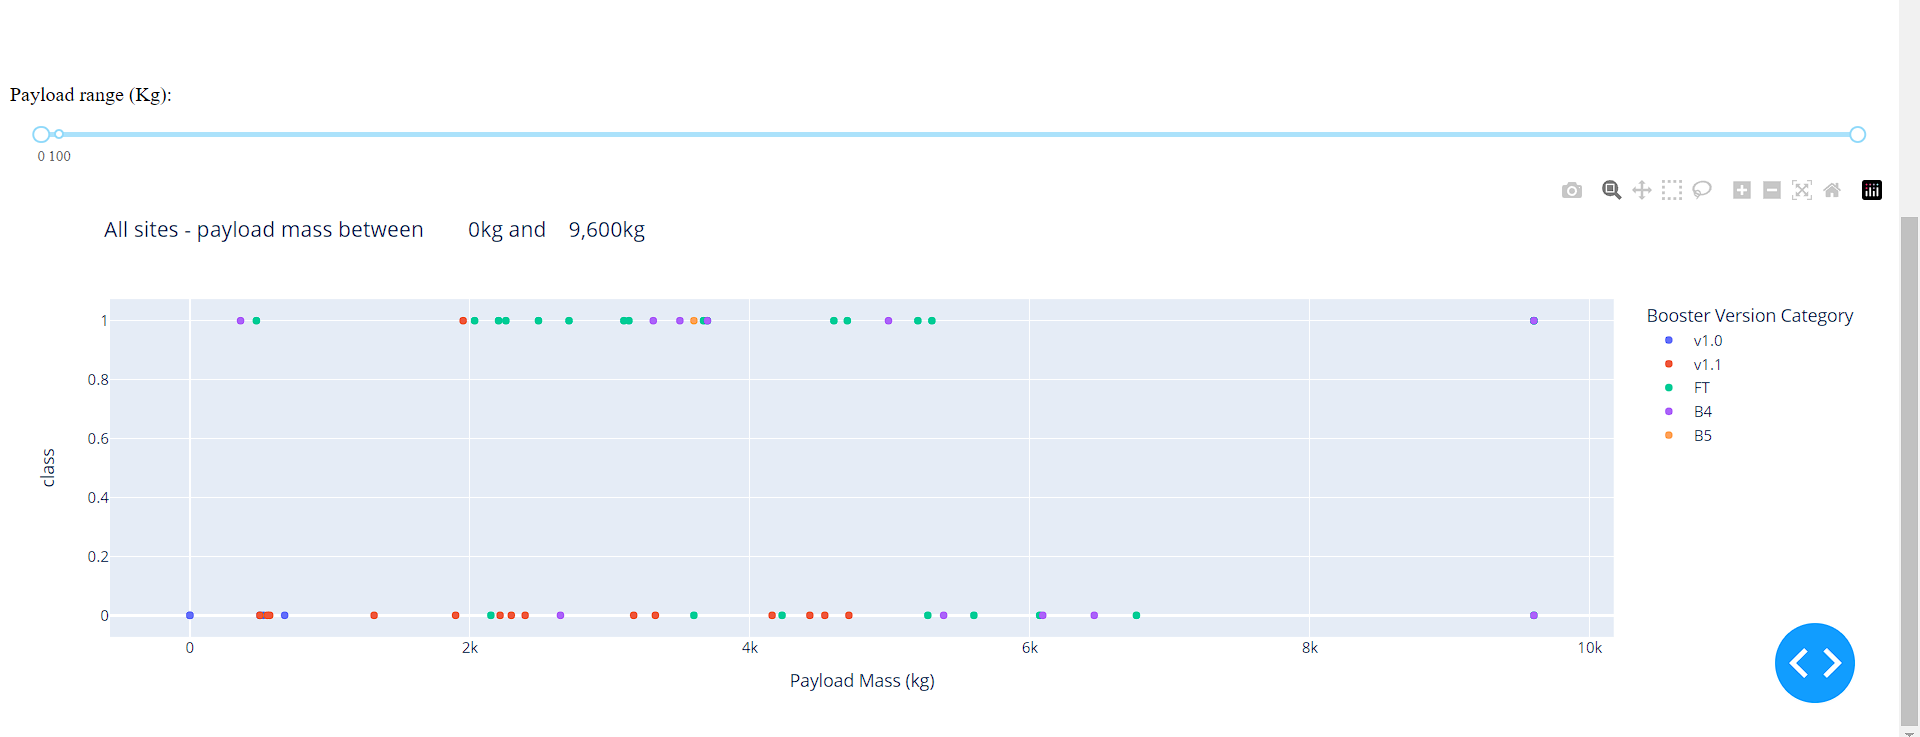 Payload range (Kg):
0 100
All sites - payload mass between 0kg and 9,600kg
Booster Version Category
v1.0
v1.1
FT
B4
B5
class
1
0.8
0.6
0.4
0.2
0
0 2k 4k 6k 8k 10k
Payload Mass (kg)